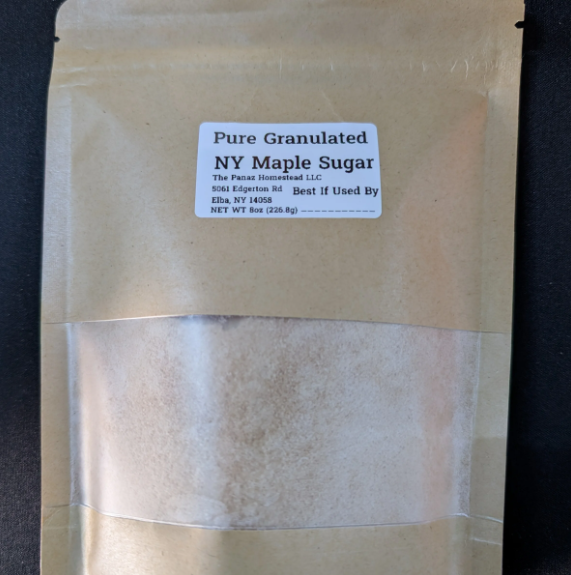 Pure Granulated
NY Maple Sugar
The Panaz Homestead LLC
5061 Edgerton Rd Best If Used By
Elba, NY 14058
NET WT 8oz (226.8g) -----------